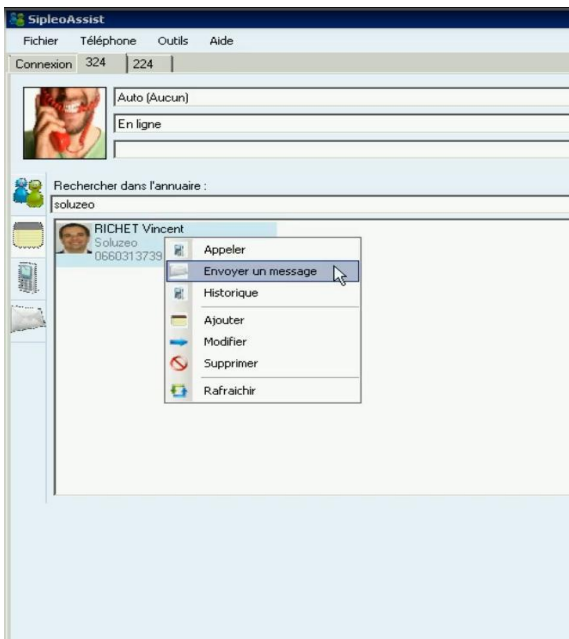 SipleoAssist
Fichier Téléphone Outils Aide
Connexion 324 224
Auto (Aucun)
En ligne
Rechercher dans l'annuaire :
soluzeo
RICHET Vincent
Soluzeo
0660313739
Appeler
Envoyer un message
Historique
Ajouter
Modifier
Supprimer
Rafraichir